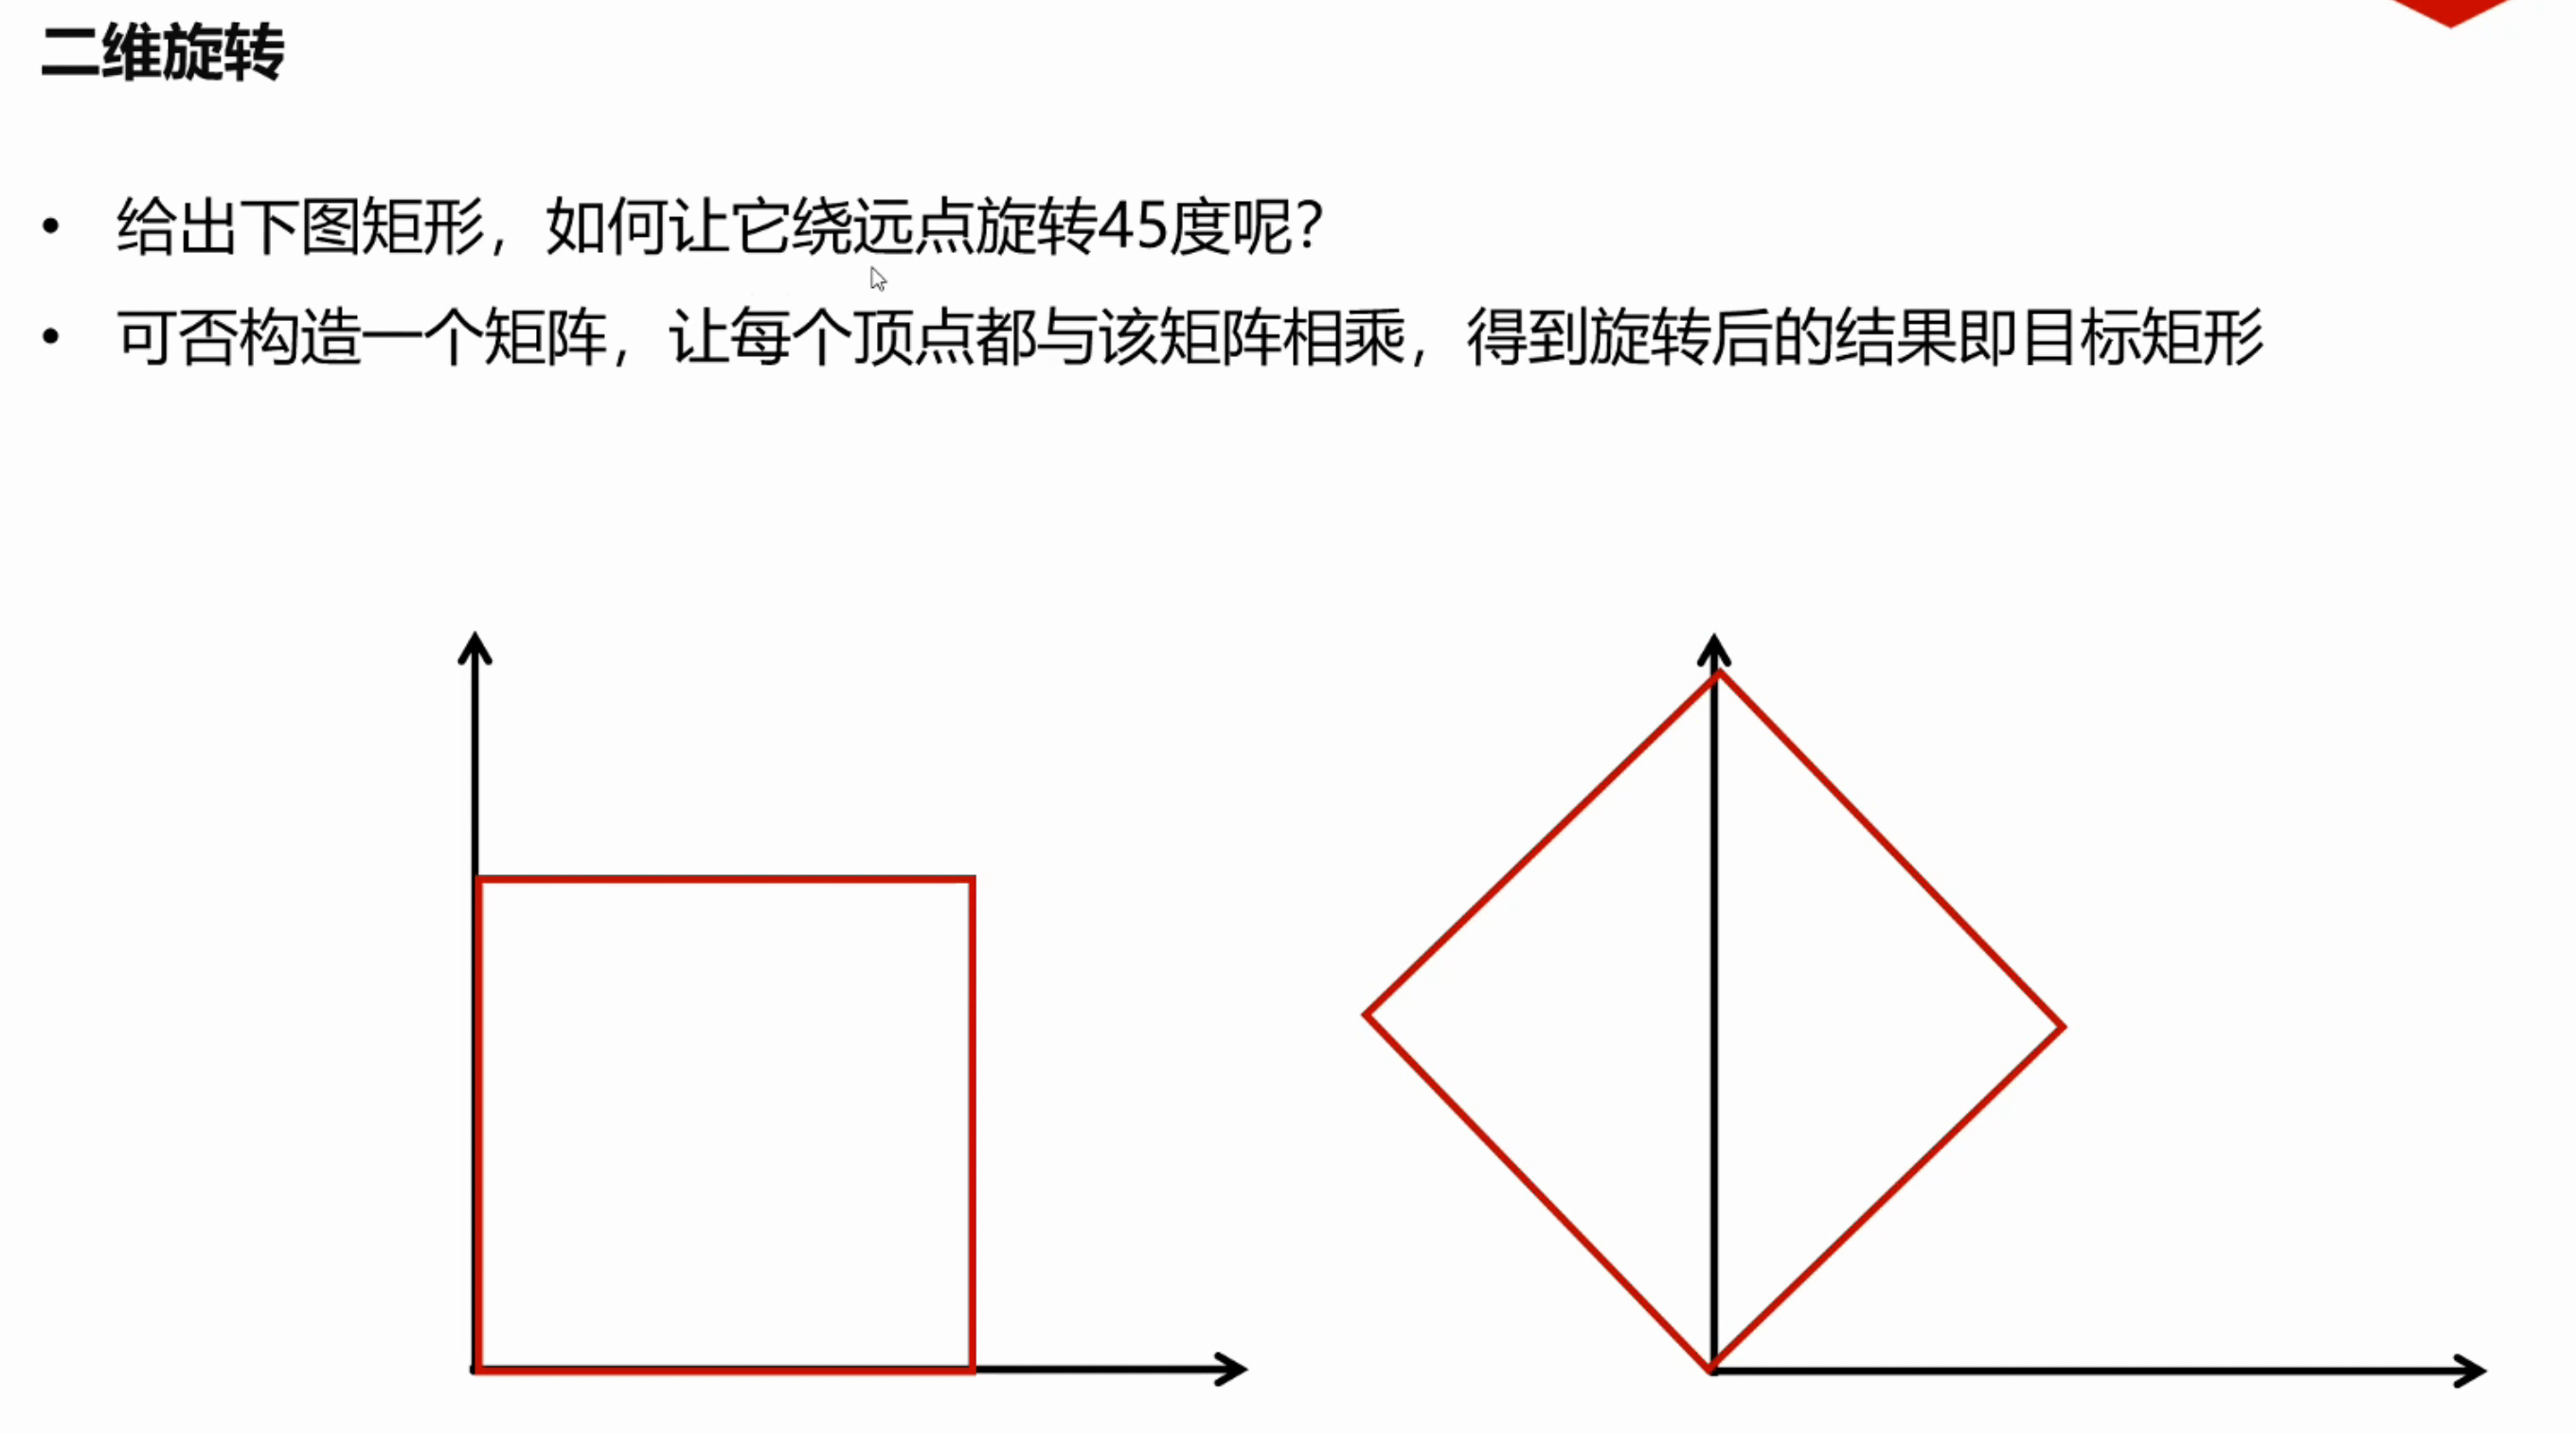 二维旋转
• 给出下图矩形，如何让它绕远点旋转45度呢？
• 可否构造一个矩阵，让每个顶点都与该矩阵相乘，得到旋转后的结果即目标矩形